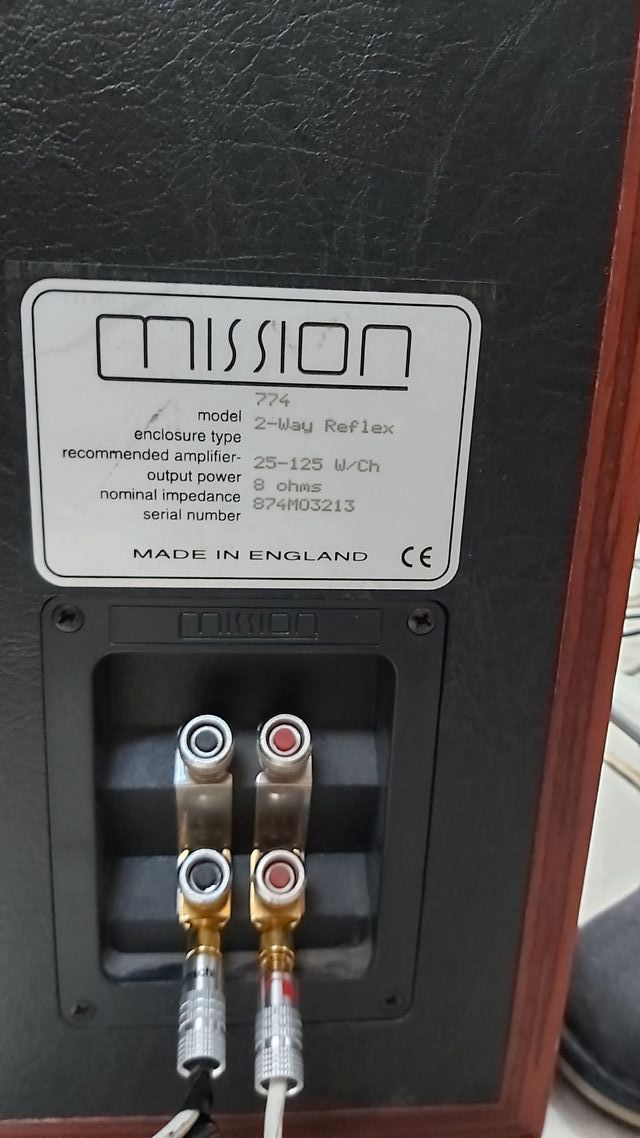 mission
model 774
enclosure type 2-Way Reflex
recommended amplifier-
output power 25-125 W/Ch
nominal impedance 8 ohms
serial number 874M03213
MADE IN ENGLAND CE
mission